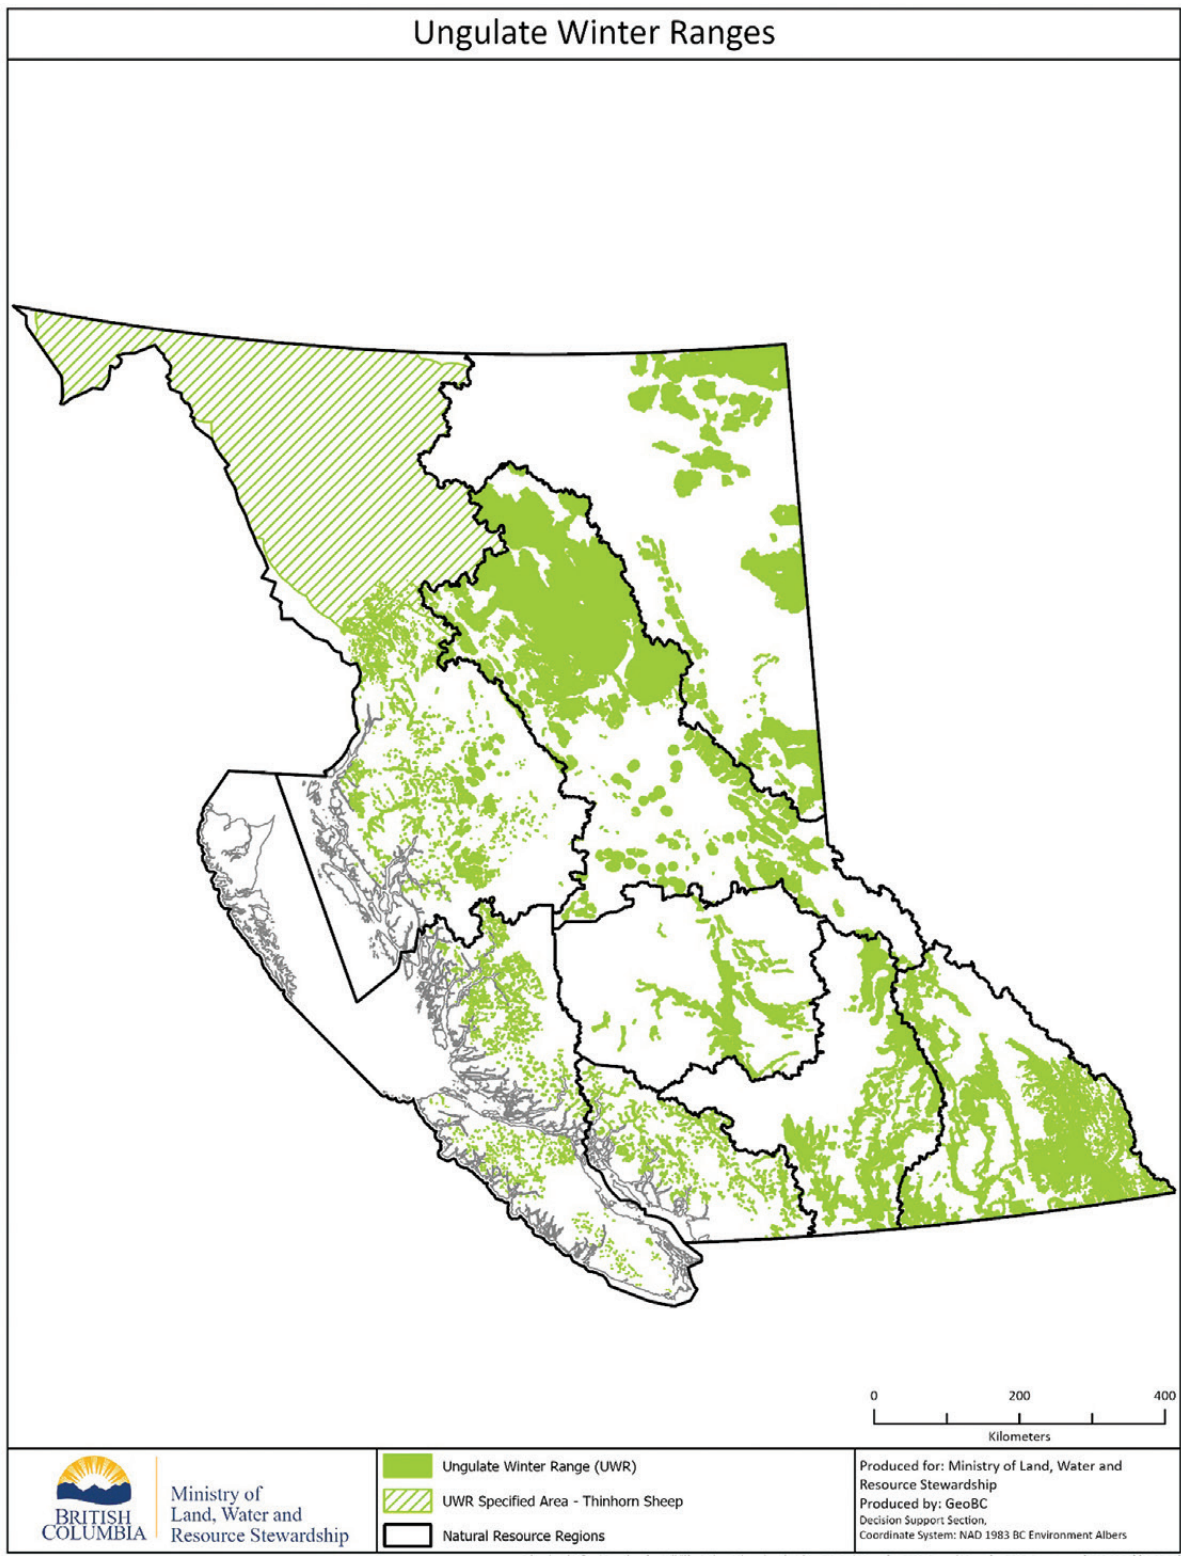 Ungulate Winter Ranges
0 200 400
Kilometers
BRITISH
COLUMBIA
Ministry of
Land, Water and
Resource Stewardship
Ungulate Winter Range (UWR)
UWR Specified Area - Thinhorn Sheep
Natural Resource Regions
Produced for: Ministry of Land, Water and
Resource Stewardship
Produced by: GeoBC
Decision Support Section,
Coordinate System: NAD 1983 BC Environment Albers